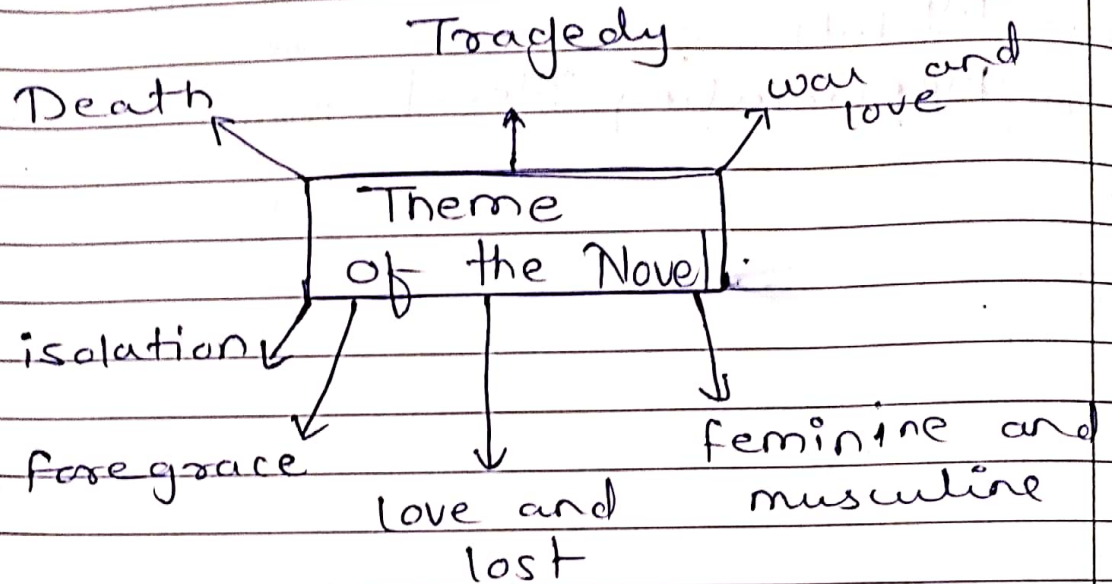 Tragedy
Death
war and
love
Theme
of the Novel
isolation
foregrace
feminine and
musculine
love and
lost